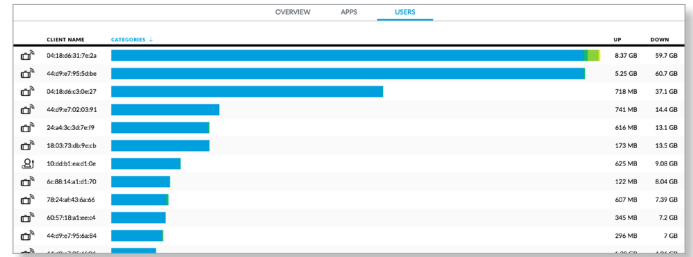 OVERVIEW APPS USERS
CLIENT NAME CATEGORIES ↓ UP DOWN
04:18:d6:31:7e:2a 8.37 GB 59.7 GB
44:d9:e7:95:5d:be 5.25 GB 60.7 GB
04:18:d6:c3:0e:27 718 MB 37.1 GB
44:d9:e7:02:03:91 741 MB 14.4 GB
24:a4:3c:3d:7e:f9 616 MB 13.1 GB
18:03:73:db:9e:cb 173 MB 13.5 GB
10:dd:b1:ea:d1:0e 625 MB 9.08 GB
6c:88:14:a1:d1:70 122 MB 8.04 GB
78:24:af:43:6a:66 607 MB 7.39 GB
60:57:18:a1:ee:c4 345 MB 7.2 GB
44:d9:e7:95:6a:84 296 MB 7 GB